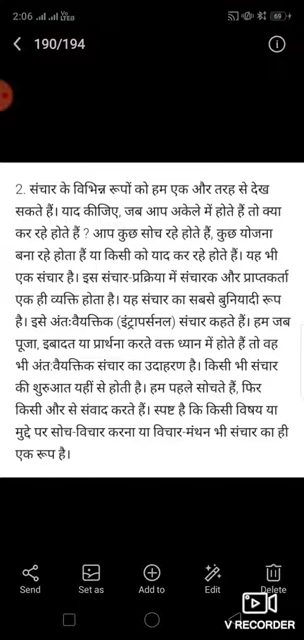 2:06
69
190/194
2. संचार के विभिन्न रूपों को हम एक और तरह से देख
सकते हैं। याद कीजिए, जब आप अकेले में होते हैं तो क्या
कर रहे होते हैं ? आप कुछ सोच रहे होते हैं, कुछ योजना
बना रहे होता हैं या किसी को याद कर रहे होते हैं। यह भी
एक संचार है। इस संचार-प्रक्रिया में संचारक और प्राप्तकर्ता
एक ही व्यक्ति होता है। यह संचार का सबसे बुनियादी रूप
है। इसे अंतःवैयक्तिक (इंट्रापर्सनल) संचार कहते हैं। हम जब
पूजा, इबादत या प्रार्थना करते वक्त ध्यान में होते हैं तो वह
भी अंतःवैयक्तिक संचार का उदाहरण है। किसी भी संचार
की शुरुआत यहीं से होती है। हम पहले सोचते हैं, फिर
किसी और से संवाद करते हैं। स्पष्ट है कि किसी विषय या
मुद्दे पर सोच-विचार करना या विचार-मंथन भी संचार का ही
एक रूप है।
Send Set as Add to Edit Delete
V RECORDER